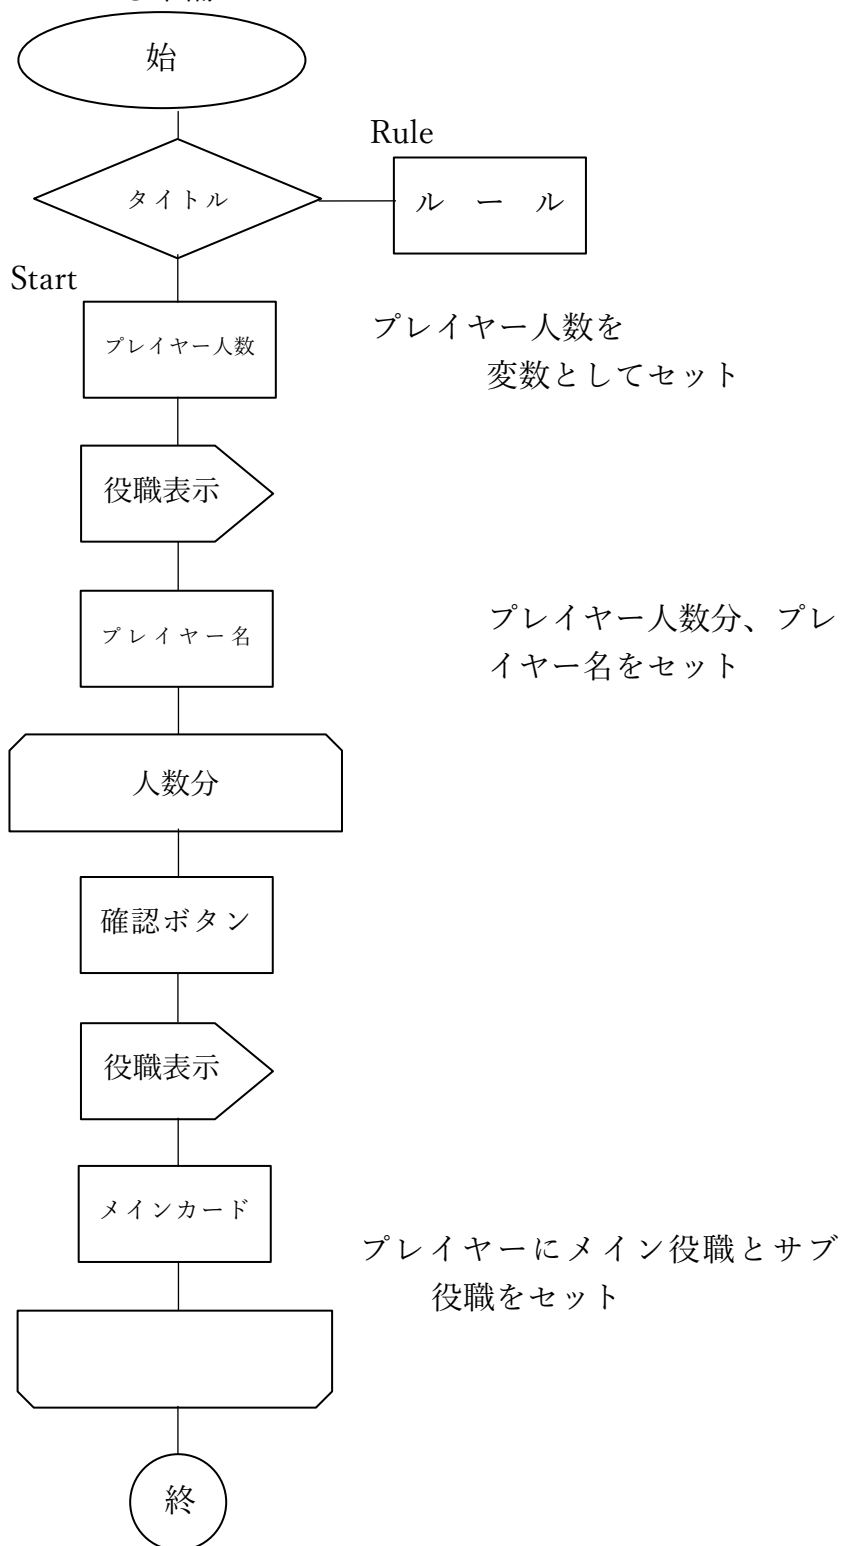 始
Rule
タイトル
ルール
Start
プレイヤー人数
プレイヤー人数を
変数としてセット
役職表示
プレイヤー名
プレイヤー人数分、プレ
イヤー名をセット
人数分
確認ボタン
役職表示
メインカード
プレイヤーにメイン役職とサブ
役職をセット
終